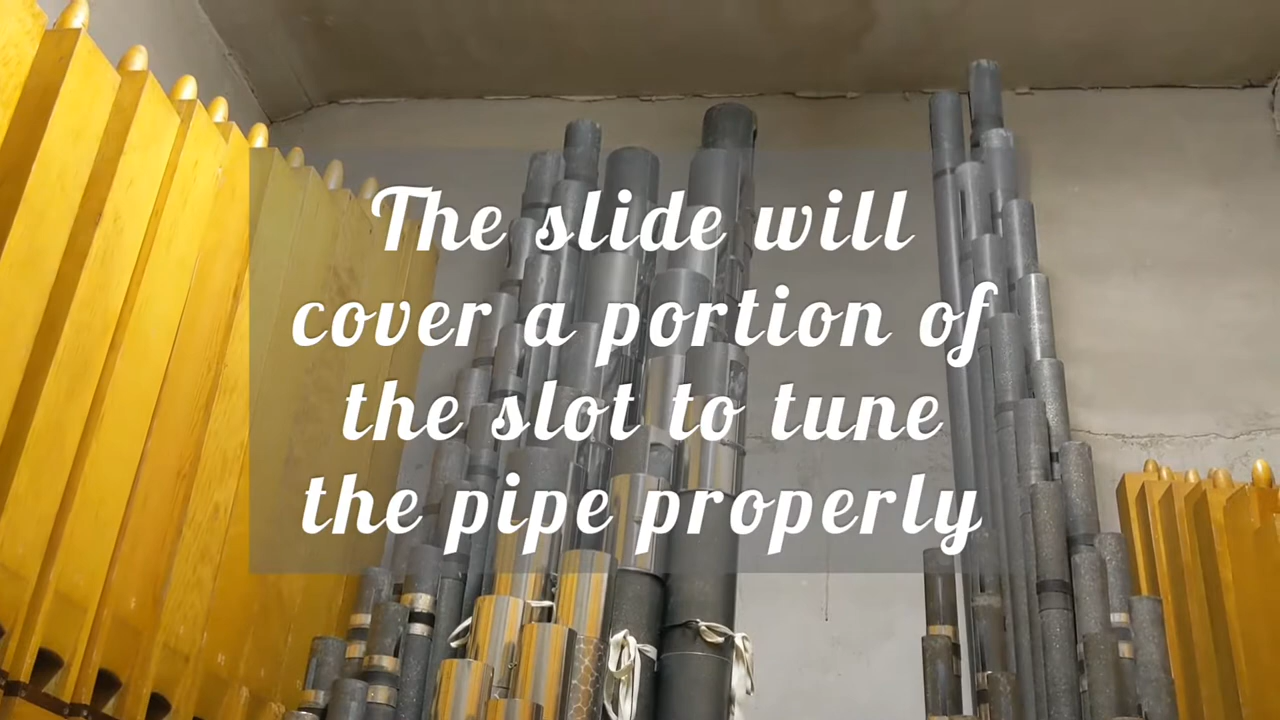 The slide will
cover a portion of
the slot to tune
the pipe properly